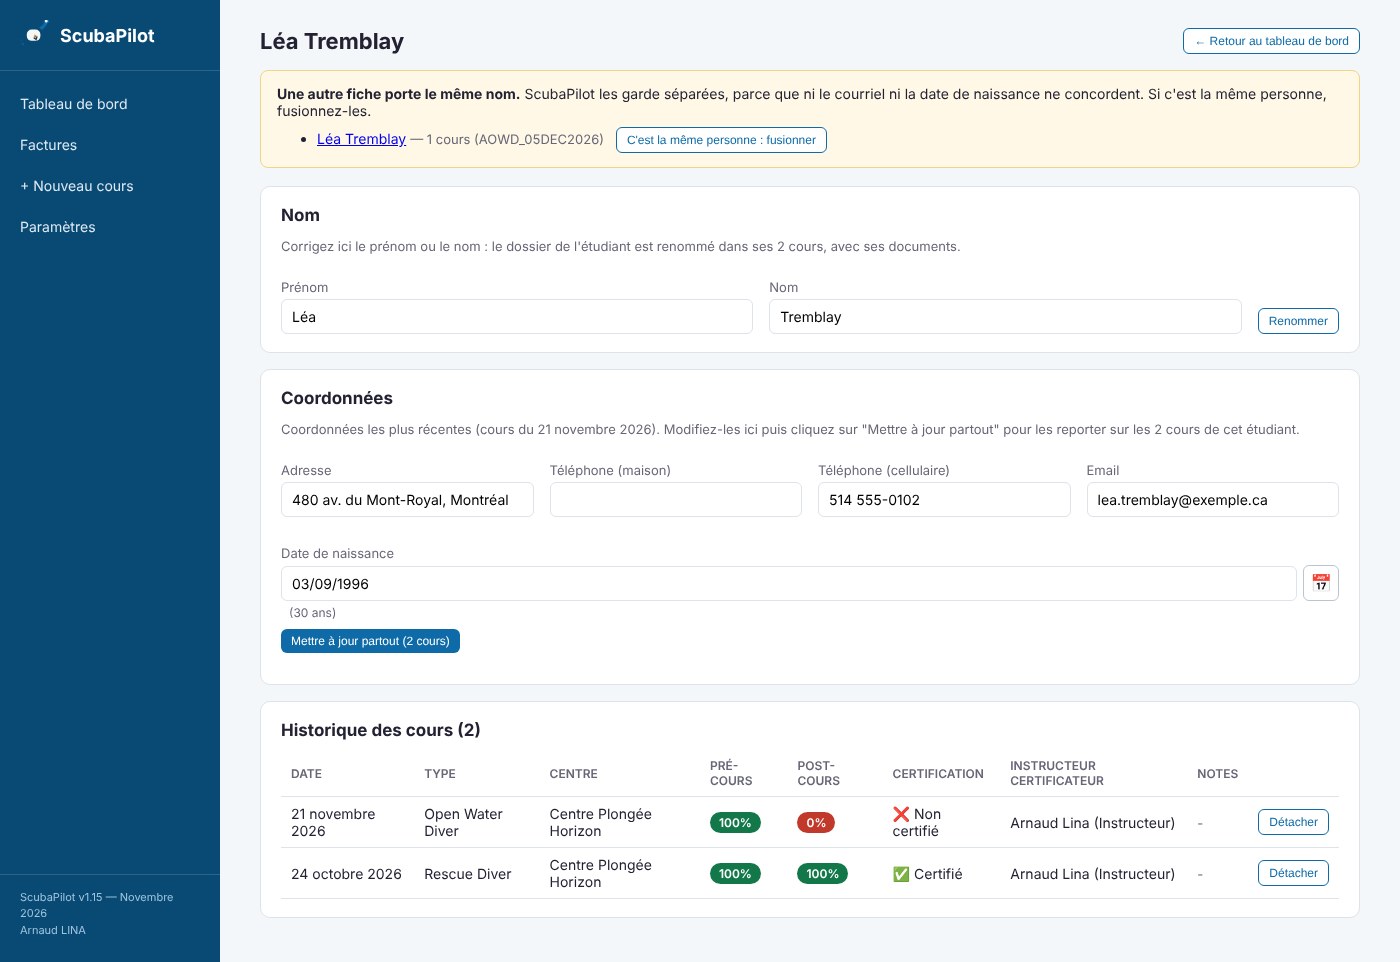 ScubaPilot
Tableau de bord
Factures
+ Nouveau cours
Paramètres
ScubaPilot v1.15 — Novembre
2026
Arnaud LINA
Léa Tremblay
← Retour au tableau de bord
Une autre fiche porte le même nom. ScubaPilot les garde séparées, parce que ni le courriel ni la date de naissance ne concordent. Si c'est la même personne,
fusionnez-les.
• Léa Tremblay — 1 cours (AOWD_05DEC2026) C'est la même personne : fusionner
Nom
Corrigez ici le prénom ou le nom : le dossier de l'étudiant est renommé dans ses 2 cours, avec ses documents.
Prénom Nom
Léa Tremblay Renommer
Coordonnées
Coordonnées les plus récentes (cours du 21 novembre 2026). Modifiez-les ici puis cliquez sur "Mettre à jour partout" pour les reporter sur les 2 cours de cet étudiant.
Adresse Téléphone (maison) Téléphone (cellulaire) Email
480 av. du Mont-Royal, Montréal 514 555-0102 lea.tremblay@exemple.ca
Date de naissance
03/09/1996
(30 ans)
Mettre à jour partout (2 cours)
Historique des cours (2)
DATE TYPE CENTRE PRÉ-COURS POST-COURS CERTIFICATION INSTRUCTEUR CERTIFICATEUR NOTES
21 novembre 2026 Open Water Diver Centre Plongée Horizon 100% 0% ❌ Non certifié Arnaud Lina (Instructeur) - Détacher
24 octobre 2026 Rescue Diver Centre Plongée Horizon 100% 100% ✅ Certifié Arnaud Lina (Instructeur) - Détacher